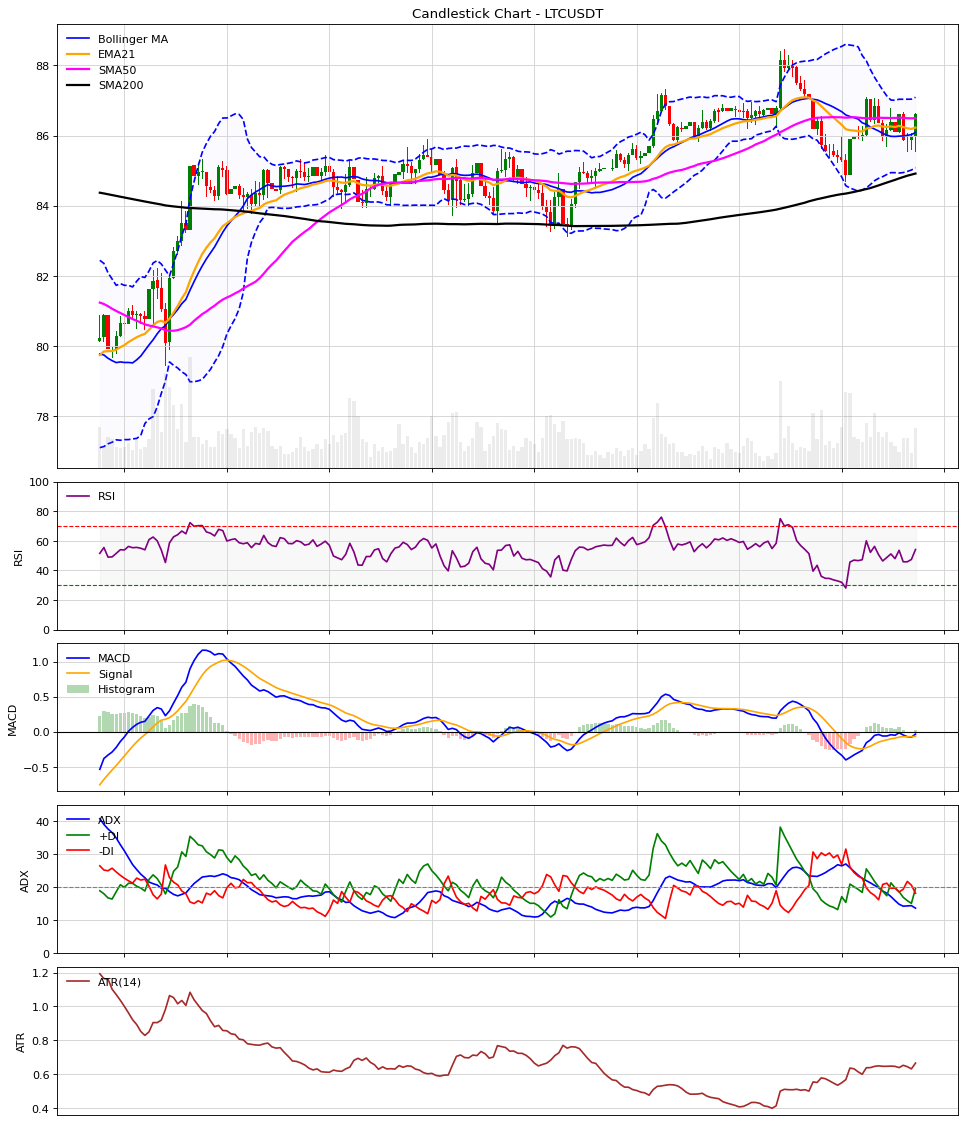 Candlestick Chart - LTCUSDT
Bollinger MA
EMA21
SMA50
SMA200
88
86
84
82
80
78
RSI
RSI
100
80
60
40
20
0
MACD
Signal
Histogram
MACD
1.0
0.5
0.0
−0.5
ADX
+DI
-DI
ADX
40
30
20
10
0
ATR(14)
ATR
1.2
1.0
0.8
0.6
0.4